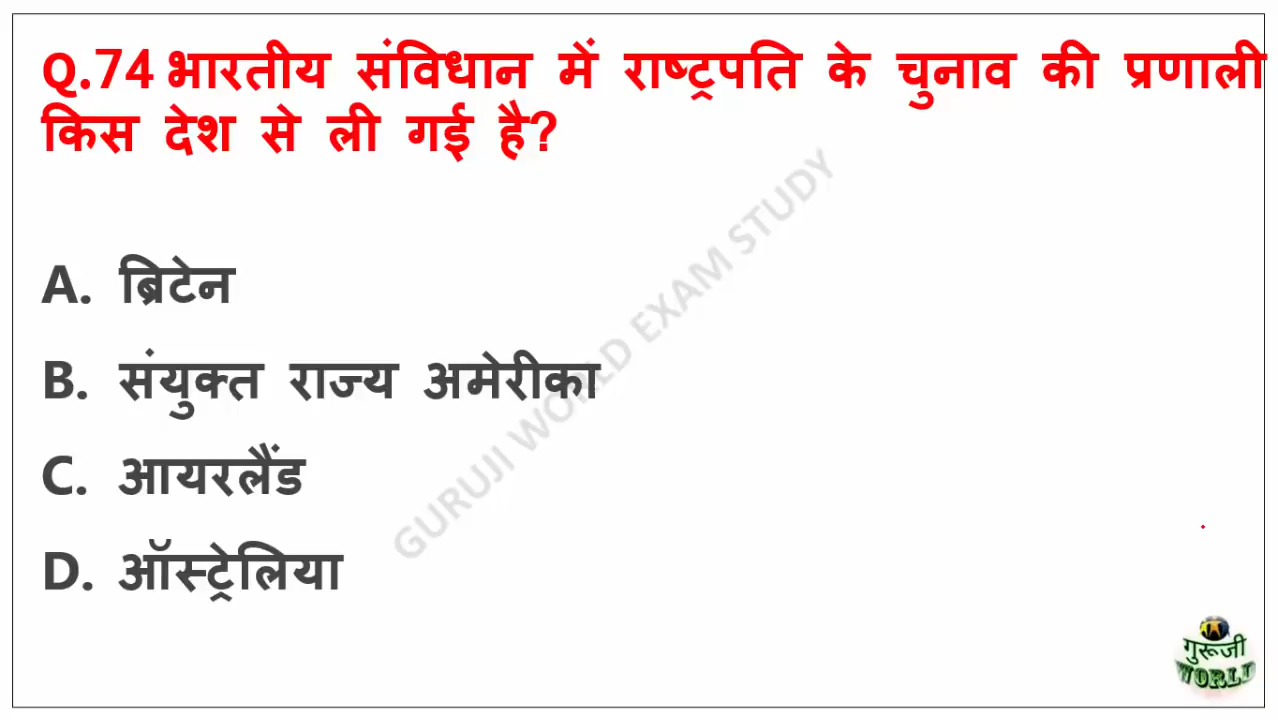 Q.74 भारतीय संविधान में राष्ट्रपति के चुनाव की प्रणाली
किस देश से ली गई है?
A. ब्रिटेन
B. संयुक्त राज्य अमेरीका
C. आयरलैंड
D. ऑस्ट्रेलिया
GURUJI WORLD EXAM STUDY
गुरूजी
WORLD